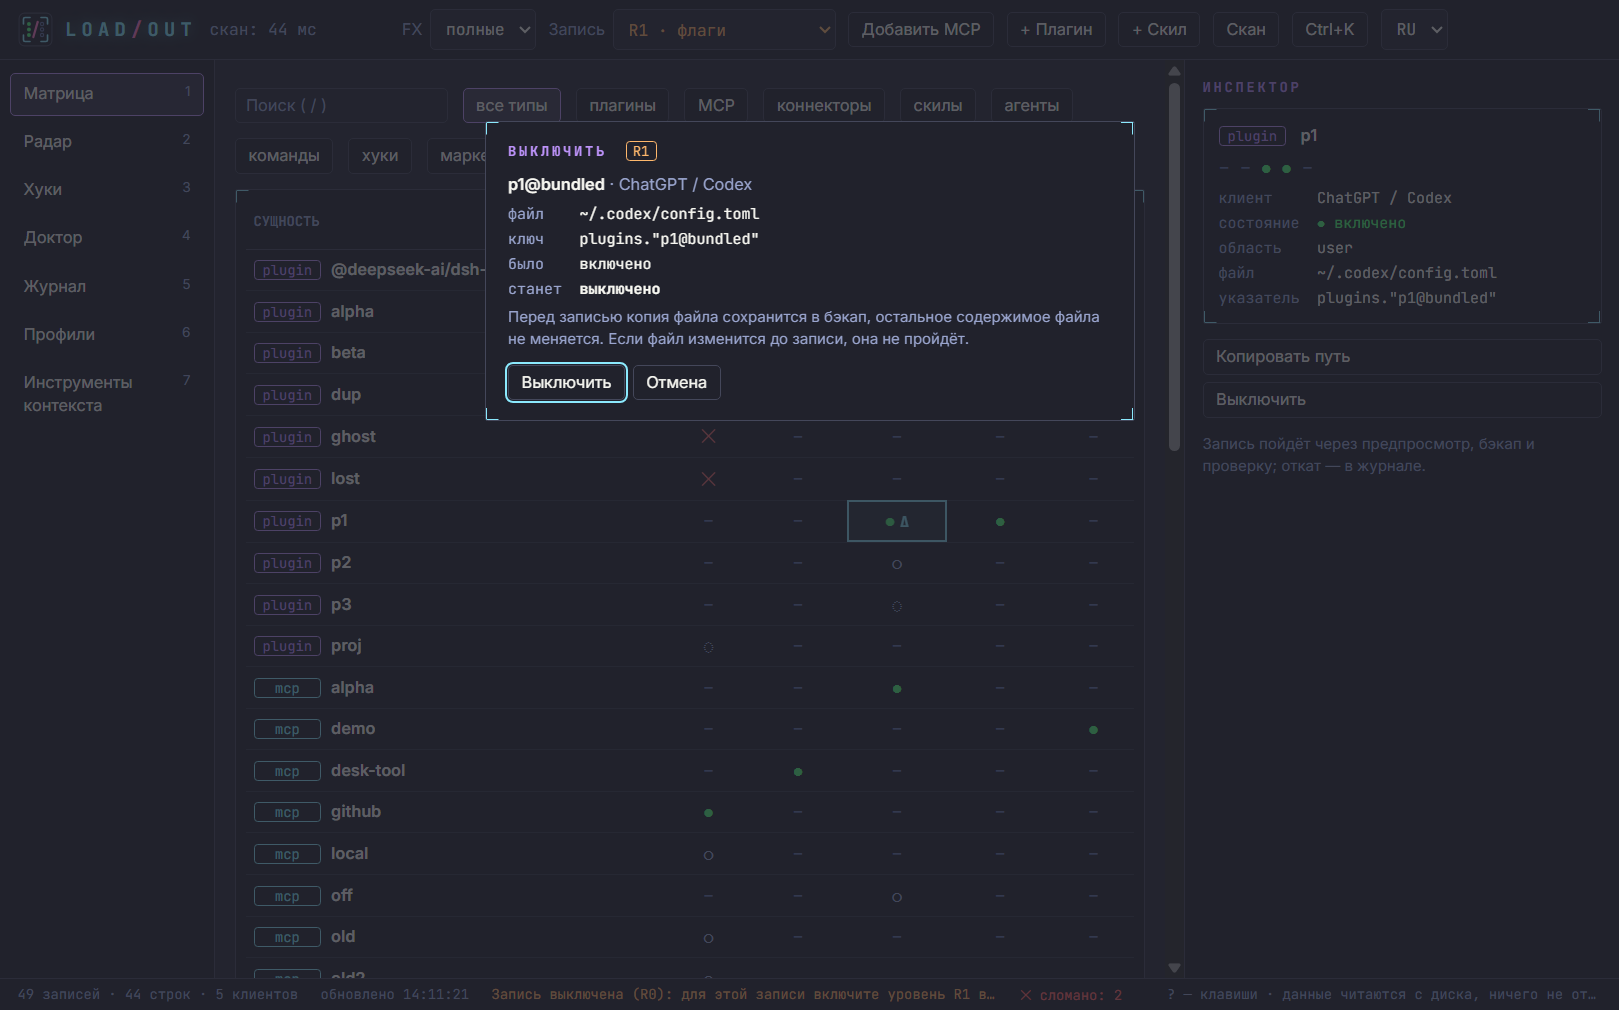 LOAD/OUT скан: 44 мс FX полные Запись R1 · флаги Добавить MCP + Плагин + Скил Скан Ctrl+K RU
Матрица 1
Радар 2
Хуки 3
Доктор 4
Журнал 5
Профили 6
Инструменты контекста 7
Поиск ( / ) все типы плагины MCP коннекторы скилы агенты
команды хуки марке
СУЩНОСТЬ
plugin @deepseek-ai/dsh-
plugin alpha
plugin beta
plugin dup
plugin ghost
plugin lost
plugin p1 Δ
plugin p2
plugin p3
plugin proj
mcp alpha
mcp demo
mcp desk-tool
mcp github
mcp local
mcp off
mcp old
mcp old2
ВЫКЛЮЧИТЬ R1
p1@bundled · ChatGPT / Codex
файл ~/.codex/config.toml
ключ plugins."p1@bundled"
было включено
станет выключено
Перед записью копия файла сохранится в бэкап, остальное содержимое файла
не меняется. Если файл изменится до записи, она не пройдёт.
Выключить Отмена
ИНСПЕКТОР
plugin p1
клиент ChatGPT / Codex
состояние включено
область user
файл ~/.codex/config.toml
указатель plugins."p1@bundled"
Копировать путь
Выключить
Запись пойдёт через предпросмотр, бэкап и
проверку; откат — в журнале.
49 записей · 44 строк · 5 клиентов обновлено 14:11:21 Запись выключена (R0): для этой записи включите уровень R1 в… сломано: 2 ? — клавиши · данные читаются с диска, ничего не от…